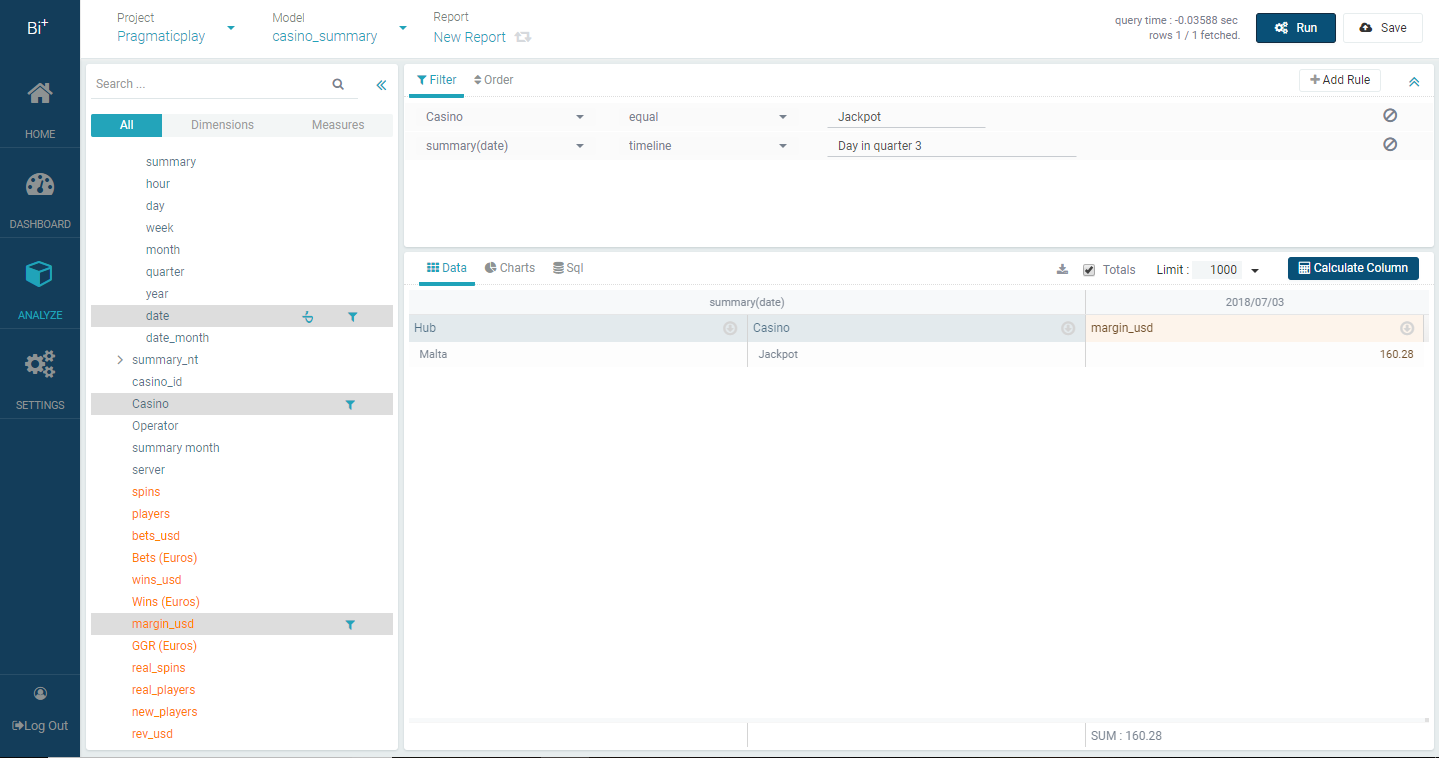 Bi+
HOME
DASHBOARD
ANALYZE
SETTINGS
Log Out
Project
Pragmaticplay
Model
casino_summary
Report
New Report
query time : -0.03588 sec
rows 1 / 1 fetched.
Run
Save
Search ...
All Dimensions Measures
summary
hour
day
week
month
quarter
year
date
date_month
summary_nt
casino_id
Casino
Operator
summary month
server
spins
players
bets_usd
Bets (Euros)
wins_usd
Wins (Euros)
margin_usd
GGR (Euros)
real_spins
real_players
new_players
rev_usd
Filter Order
Add Rule
Casino equal Jackpot
summary(date) timeline Day in quarter 3
Data Charts Sql
Totals Limit : 1000 Calculate Column
summary(date) 2018/07/03
Hub Casino margin_usd
Malta Jackpot 160.28
SUM : 160.28